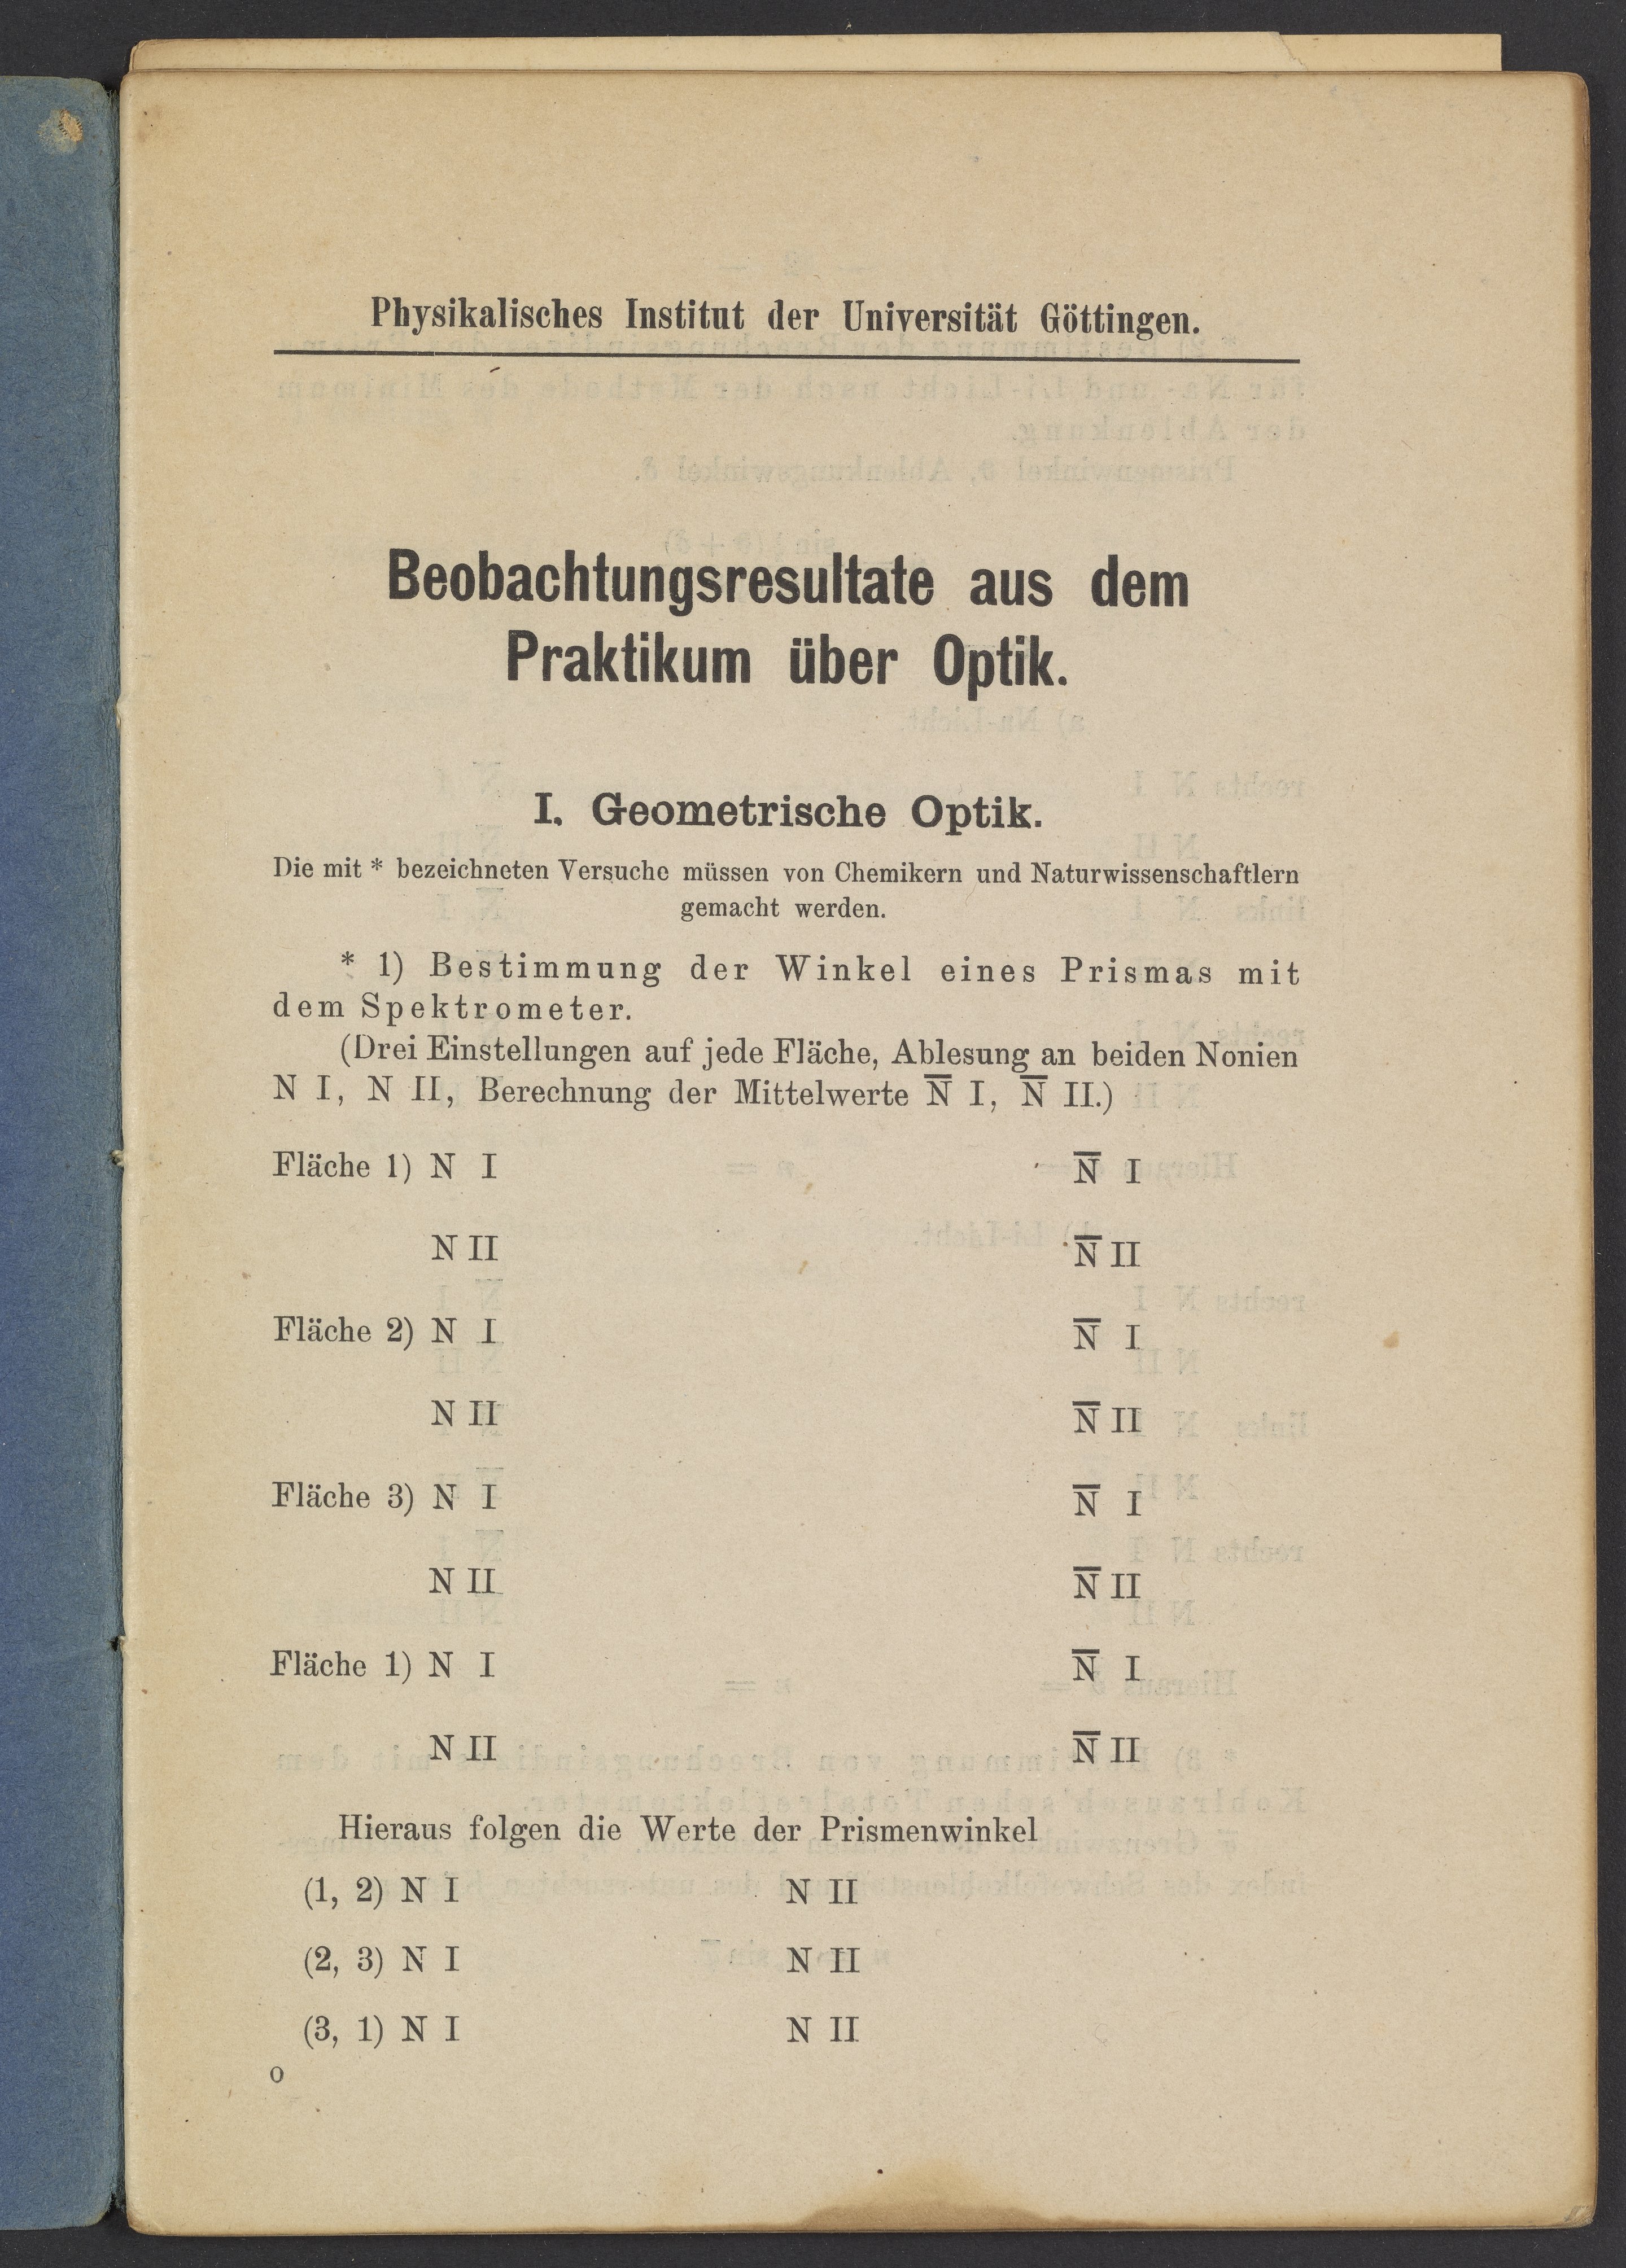 Physikalisches Institut der Universität Göttingen.
Beobachtungsresultate aus dem
Praktikum über Optik.
I. Geometrische Optik.
Die mit * bezeichneten Versuche müssen von Chemikern und Naturwissenschaftlern
gemacht werden.
* 1) Bestimmung der Winkel eines Prismas mit
dem Spektrometer.
(Drei Einstellungen auf jede Fläche, Ablesung an beiden Nonien
N I, N II, Berechnung der Mittelwerte N̅ I, N̅ II.)
Fläche 1) N I N̅ I
N II N̅ II
Fläche 2) N I N̅ I
N II N̅ II
Fläche 3) N I N̅ I
N II N̅ II
Fläche 1) N I N̅ I
N II N̅ II
Hieraus folgen die Werte der Prismenwinkel
(1, 2) N I N II
(2, 3) N I N II
(3, 1) N I N II
o